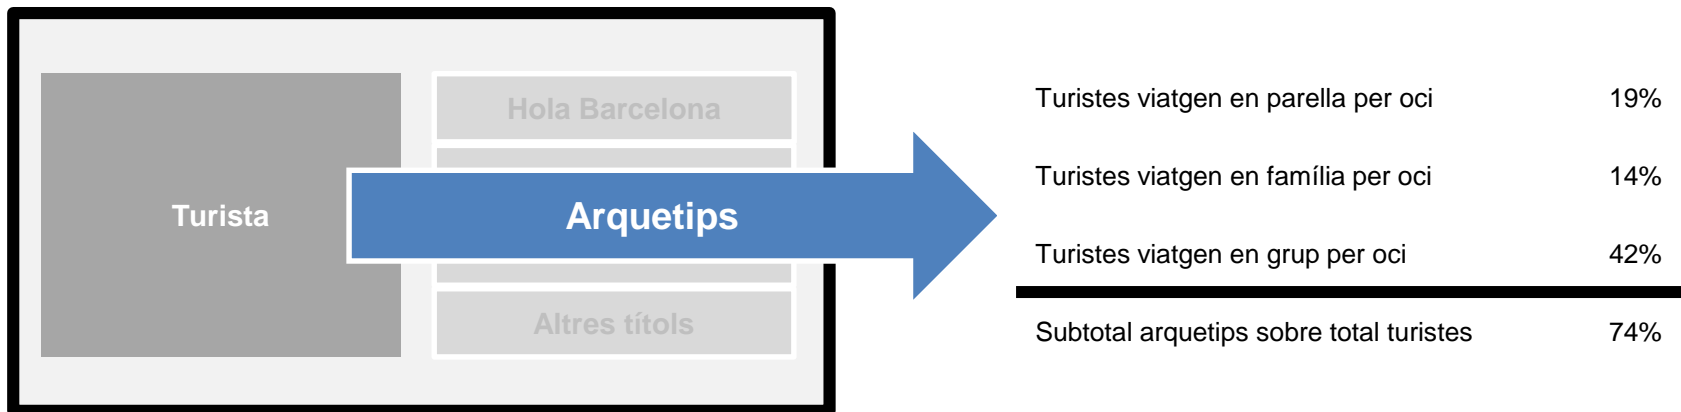 Hola Barcelona
Turista
Arquetips
Altres títols
Turistes viatgen en parella per oci 19%
Turistes viatgen en família per oci 14%
Turistes viatgen en grup per oci 42%
Subtotal arquetips sobre total turistes 74%